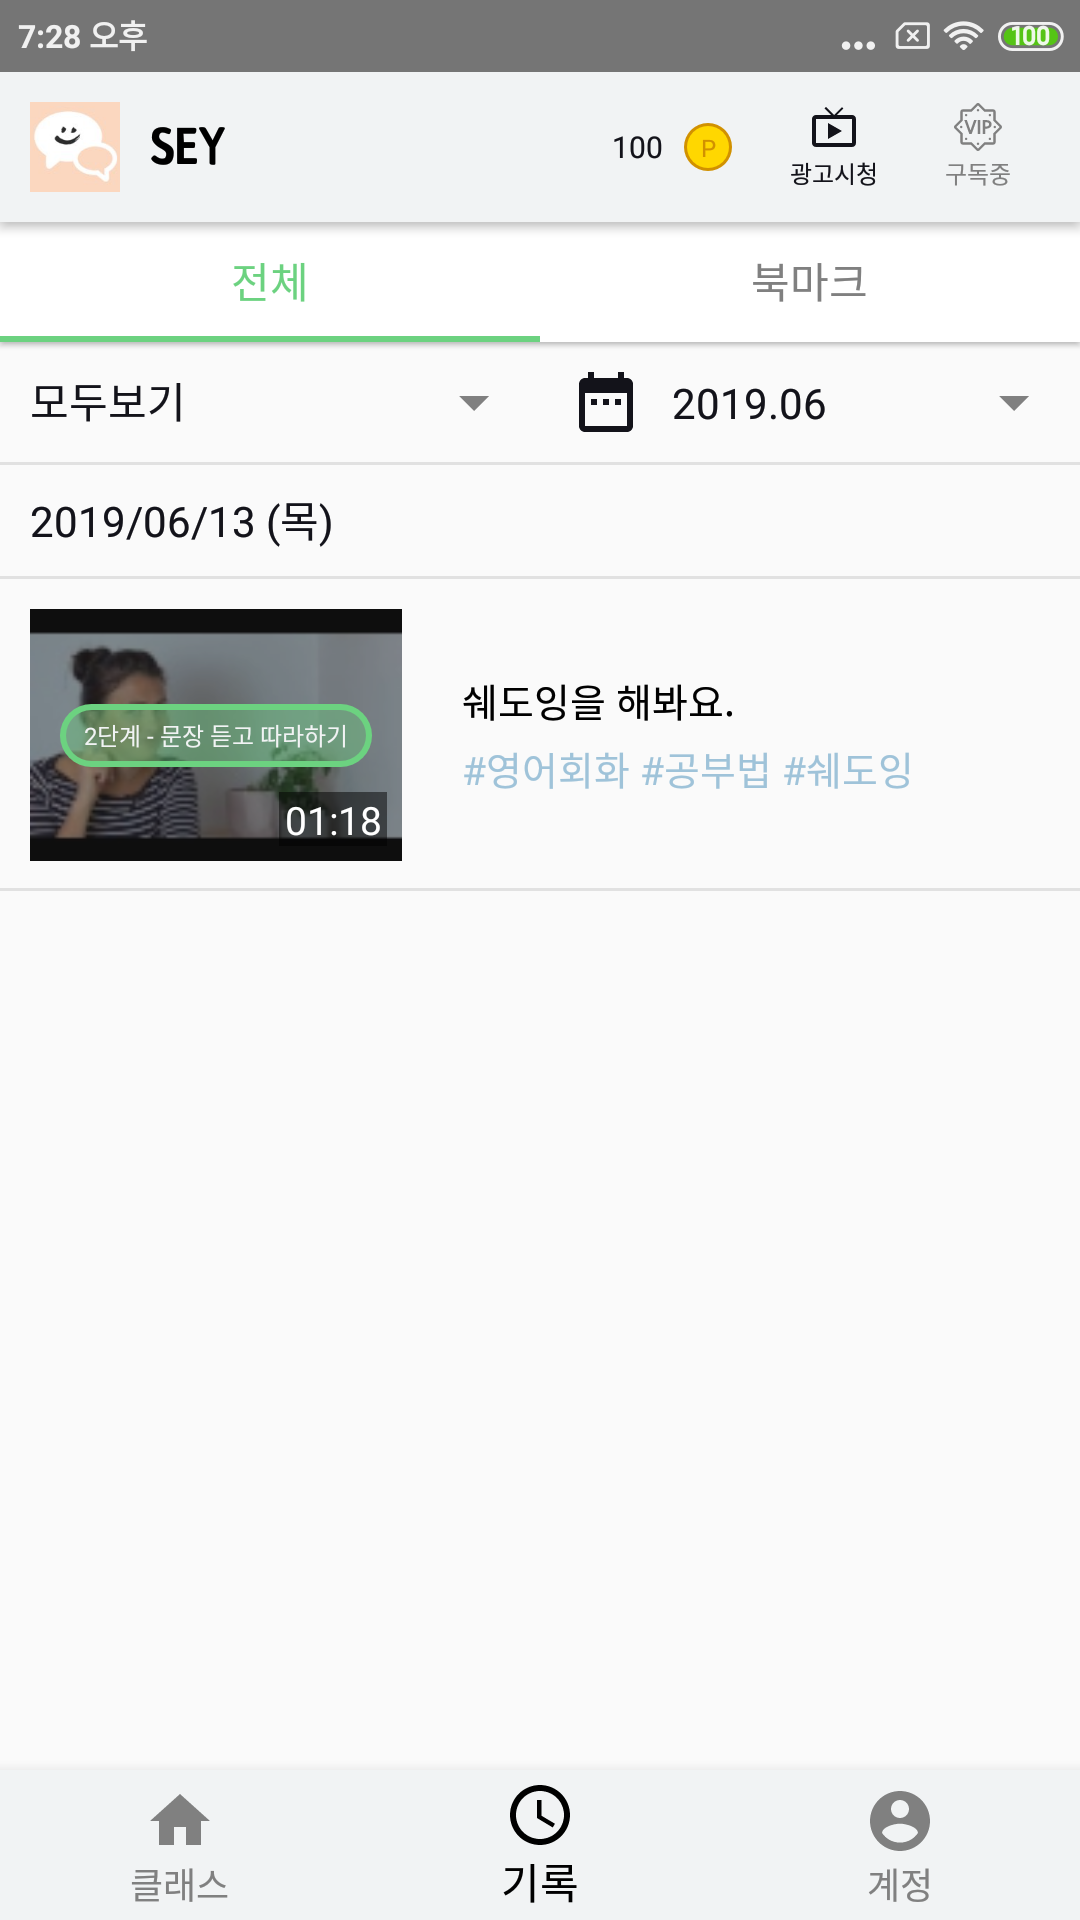 7:28 오후
100
SEY
100 P
광고시청
VIP
구독중
전체
북마크
모두보기
2019.06
2019/06/13 (목)
2단계 - 문장 듣고 따라하기
01:18
쉐도잉을 해봐요.
#영어회화 #공부법 #쉐도잉
클래스
기록
계정